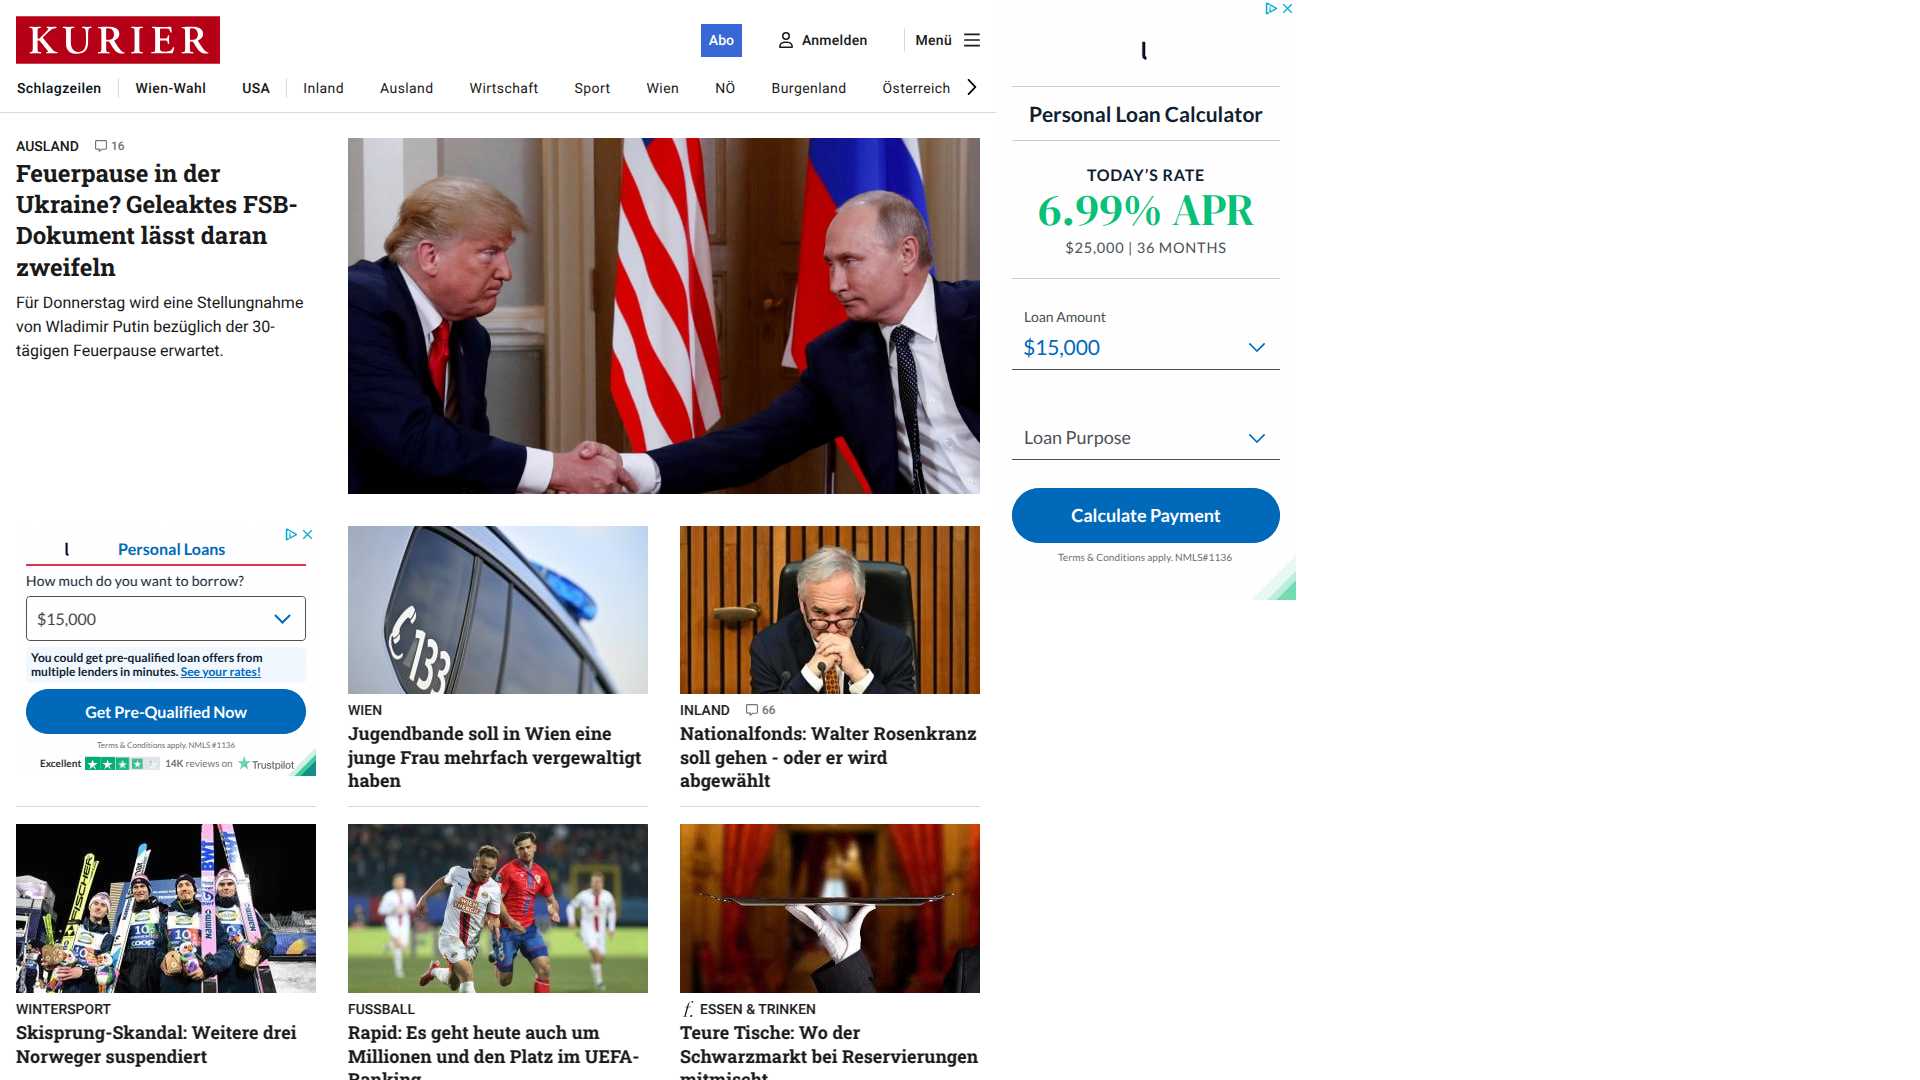 KURIER
Abo
Anmelden
Menü
Schlagzeilen
Wien-Wahl
USA
Inland
Ausland
Wirtschaft
Sport
Wien
NÖ
Burgenland
Österreich
AUSLAND
16
Feuerpause in der
Ukraine? Geleaktes FSB-
Dokument lässt daran
zweifeln
Für Donnerstag wird eine Stellungnahme
von Wladimir Putin bezüglich der 30-
tägigen Feuerpause erwartet.
Personal Loan Calculator
TODAY'S RATE
6.99% APR
$25,000 | 36 MONTHS
Loan Amount
$15,000
Loan Purpose
Calculate Payment
Terms & Conditions apply. NMLS#1136
Personal Loans
How much do you want to borrow?
$15,000
You could get pre-qualified loan offers from
multiple lenders in minutes. See your rates!
Get Pre-Qualified Now
Terms & Conditions apply. NMLS #1136
Excellent
14K reviews on
Trustpilot
133
WIEN
Jugendbande soll in Wien eine
junge Frau mehrfach vergewaltigt
haben
INLAND
66
Nationalfonds: Walter Rosenkranz
soll gehen - oder er wird
abgewählt
FISCHER
BWT
WINTERSPORT
Skisprung-Skandal: Weitere drei
Norweger suspendiert
WIEN
ENERGIE
FUSSBALL
Rapid: Es geht heute auch um
Millionen und den Platz im UEFA-
Ranking
f. ESSEN & TRINKEN
Teure Tische: Wo der
Schwarzmarkt bei Reservierungen
mitmischt